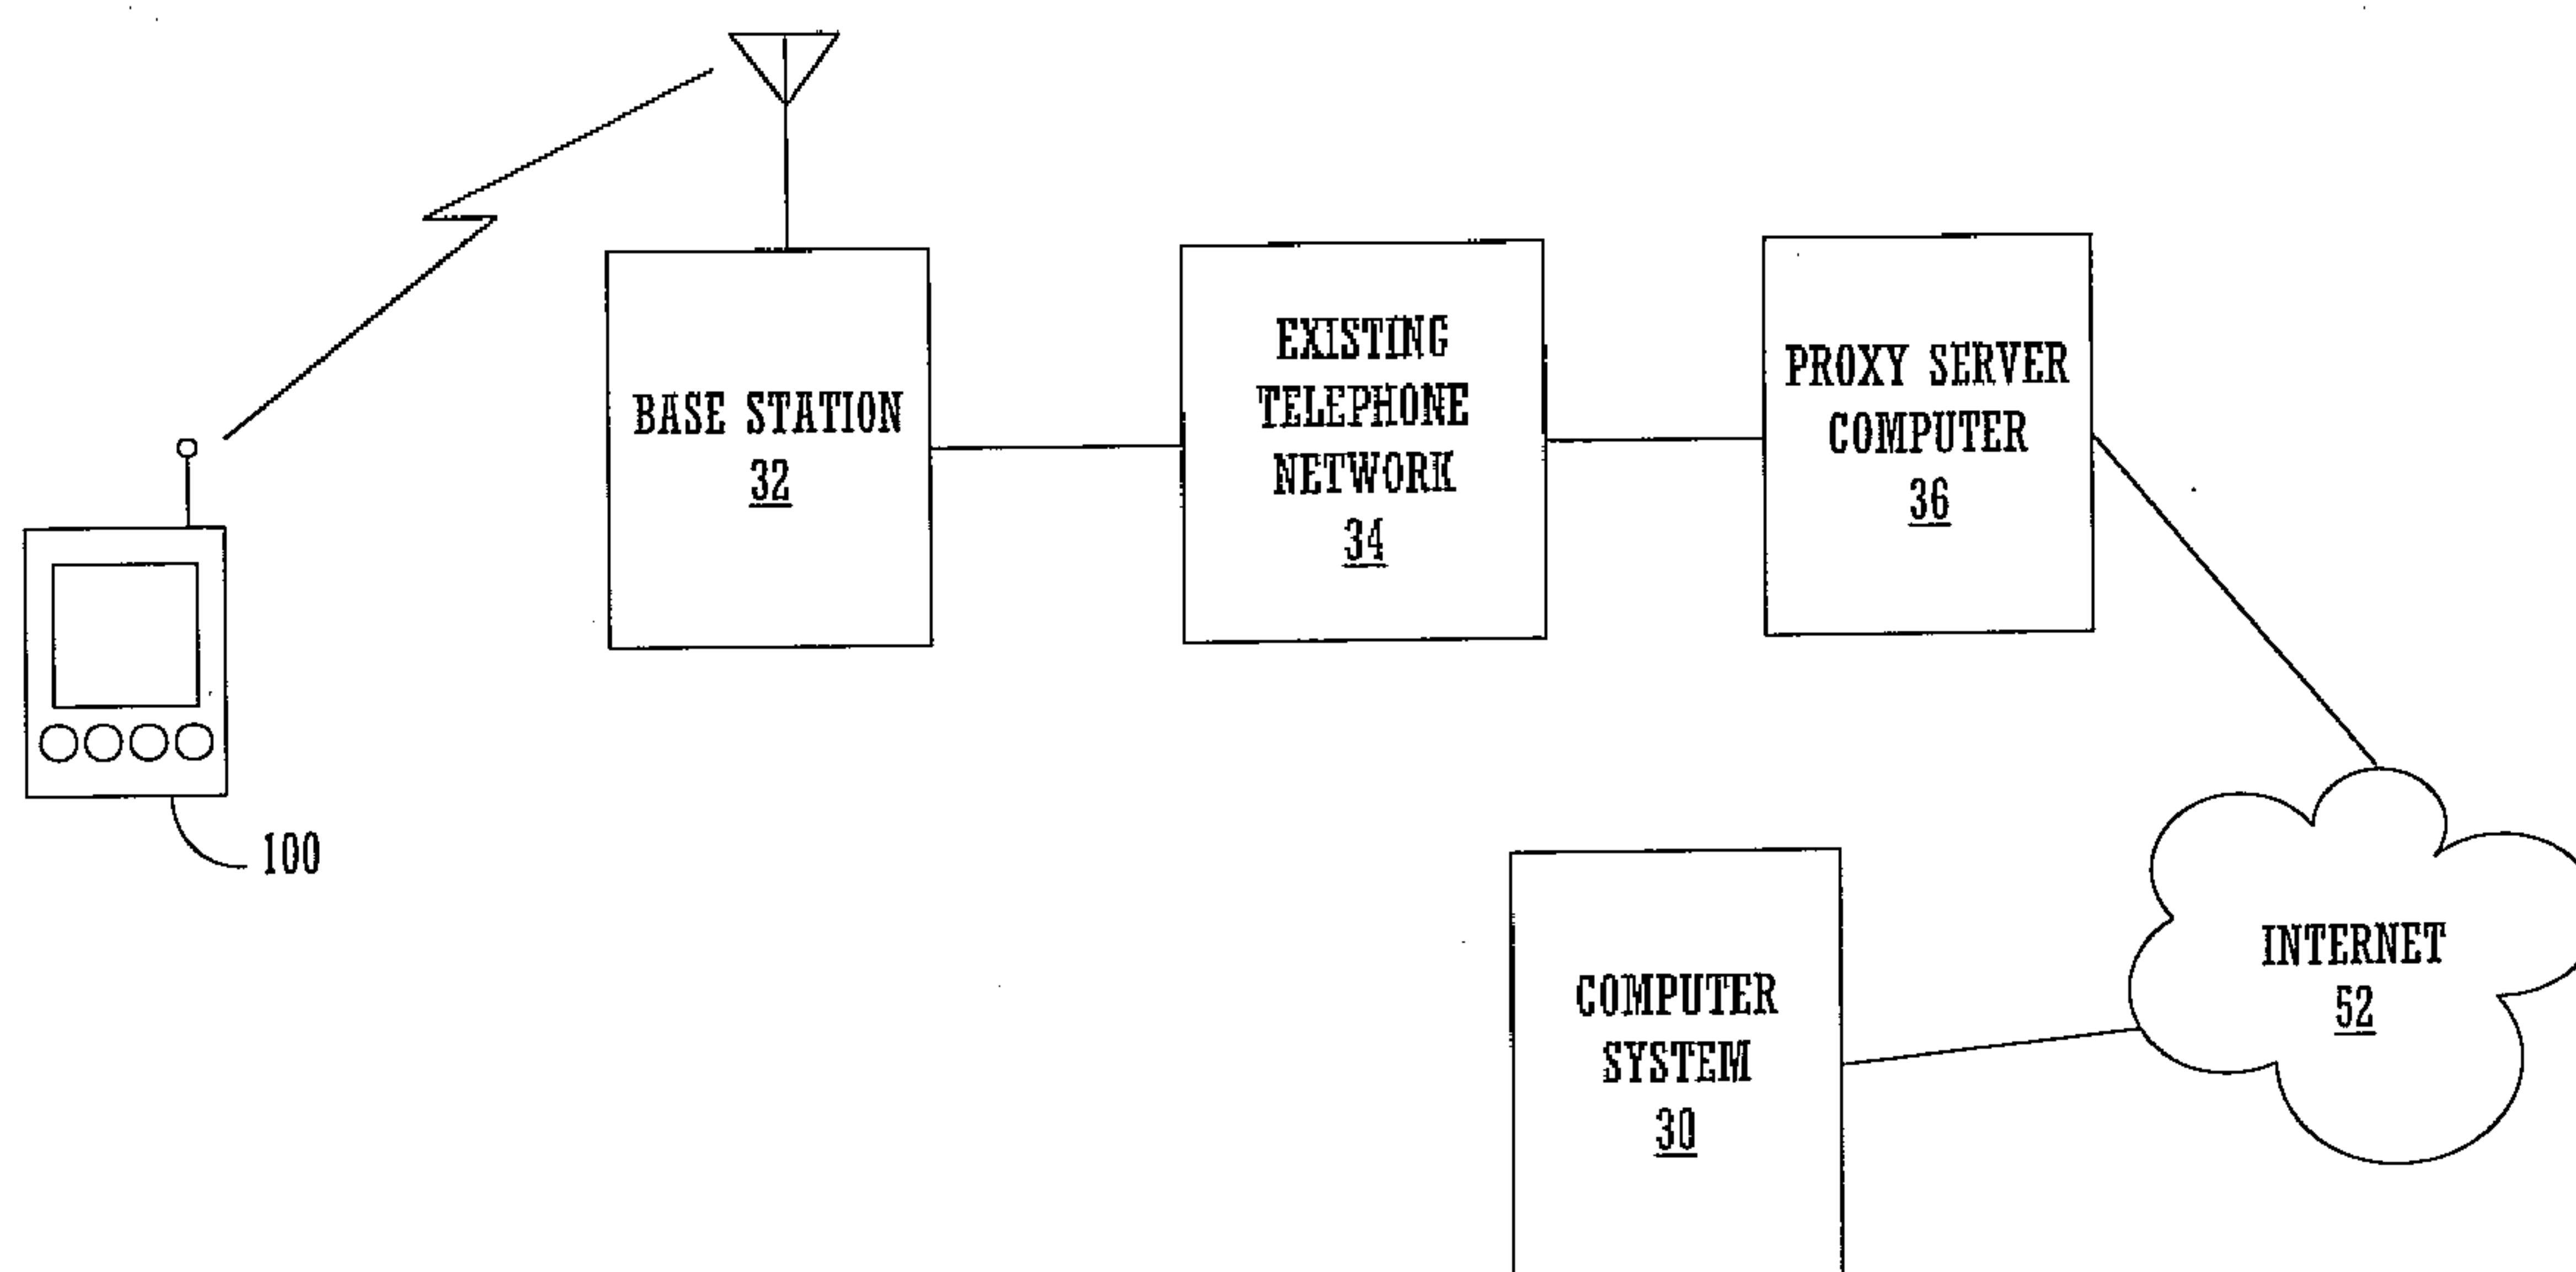 BASE STATION
32
EXISTING
TELEPHONE
NETWORK
34
PROXY SERVER
COMPUTER
36
100
COMPUTER
SYSTEM
30
INTERNET
52